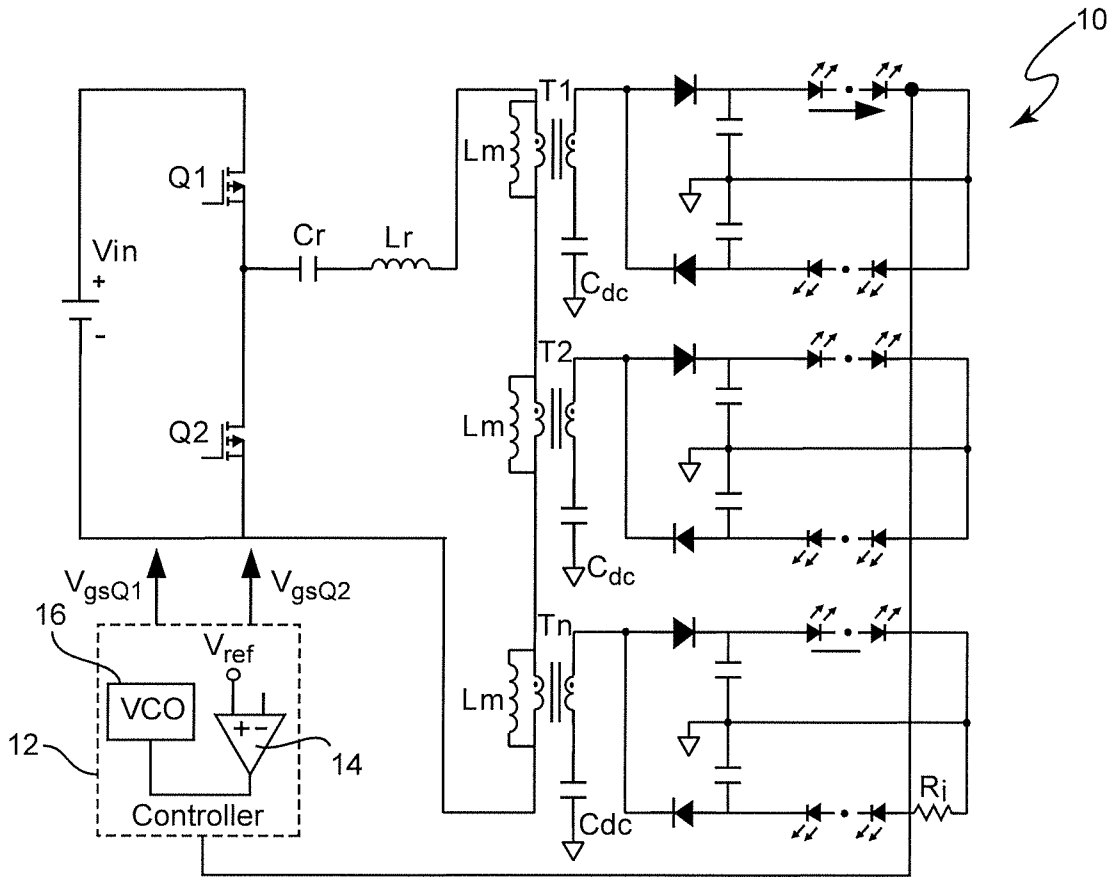 10
T1
Lm
Q1
Cr
Lr
Vin
+
-
Cdc
T2
Lm
Q2
Cdc
VgsQ1
VgsQ2
Tn
16
Vref
Lm
VCO
+ -
12
14
Ri
Controller
Cdc